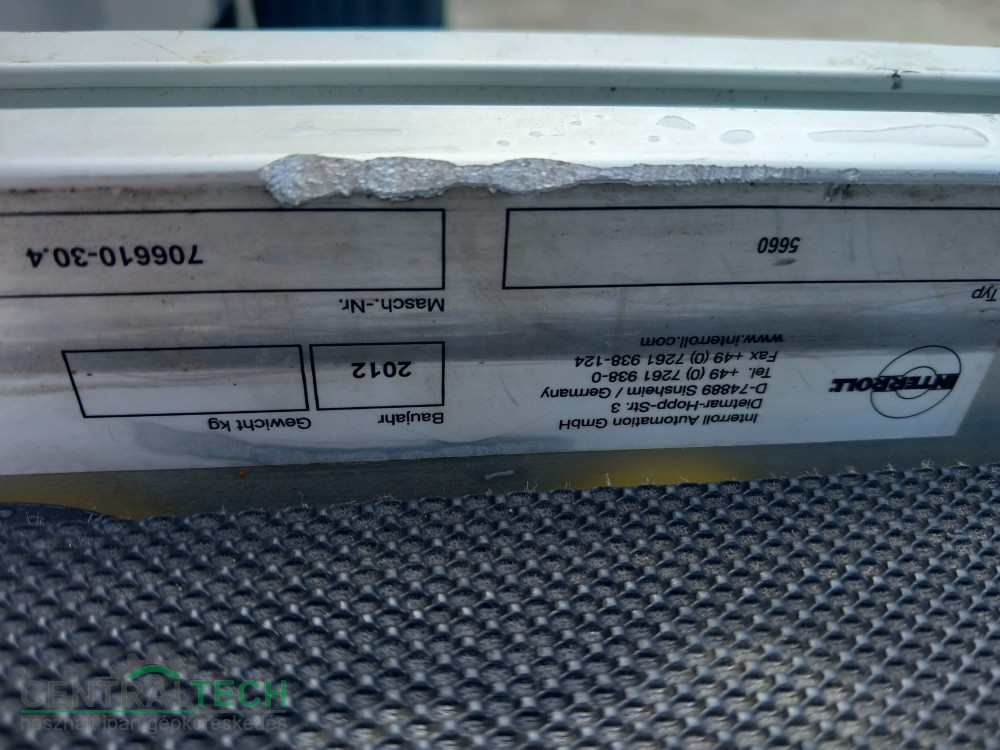 INTERROLL
Interroll Automation GmbH
Dietmar-Hopp-Str. 3
D-74889 Sinsheim / Germany
Tel. +49 (0) 7261 938-0
Fax +49 (0) 7261 938-124
www.interroll.com
Baujahr
2012
Gewicht kg
Typ
5660
Masch.-Nr.
706610-30.4
CENTRALTECH
használt ipari gépkereskedés